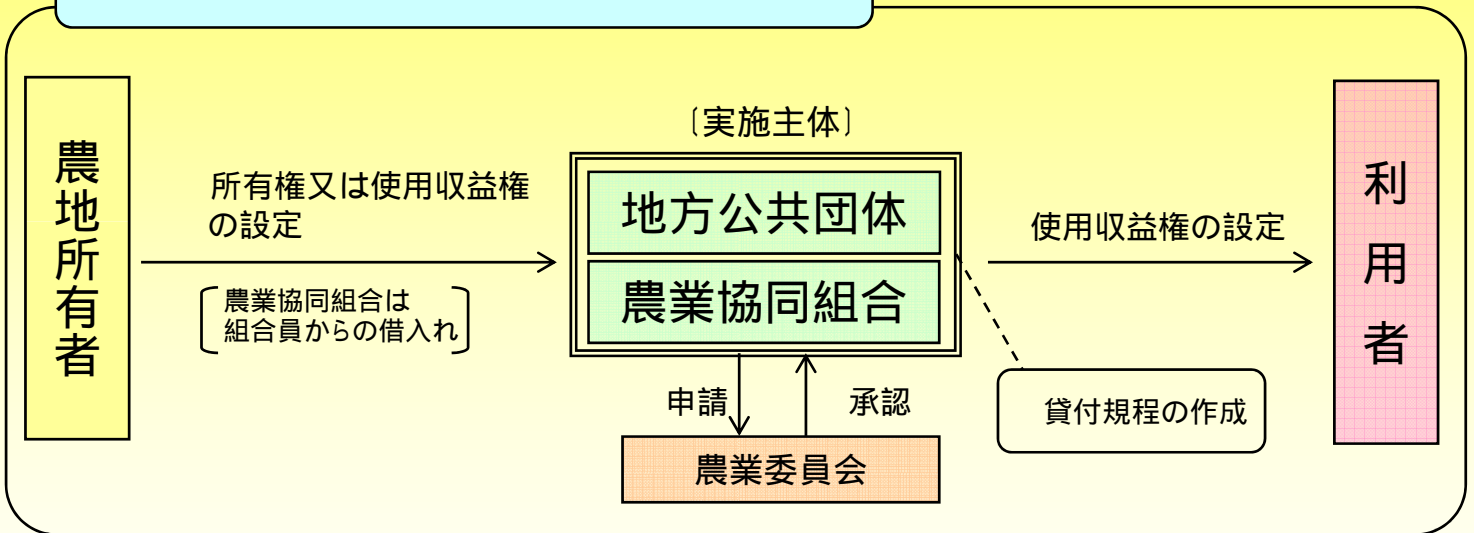 農地所有者
所有権又は使用収益権
の設定
農業協同組合は
組合員からの借入れ
〔実施主体〕
地方公共団体
農業協同組合
申請
承認
農業委員会
使用収益権の設定
貸付規程の作成
利用者